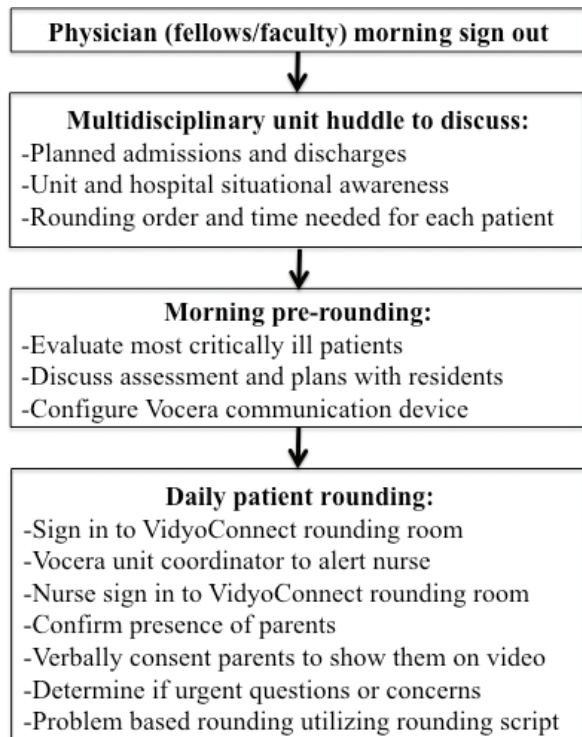 Physician (fellows/faculty) morning sign out
Multidisciplinary unit huddle to discuss:
-Planned admissions and discharges
-Unit and hospital situational awareness
-Rounding order and time needed for each patient
Morning pre-rounding:
-Evaluate most critically ill patients
-Discuss assessment and plans with residents
-Configure Vocera communication device
Daily patient rounding:
-Sign in to VidyoConnect rounding room
-Vocera unit coordinator to alert nurse
-Nurse sign in to VidyoConnect rounding room
-Confirm presence of parents
-Verbally consent parents to show them on video
-Determine if urgent questions or concerns
-Problem based rounding utilizing rounding script